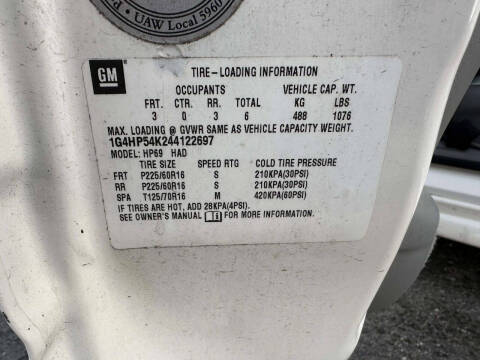 UAW Local 5960
GM
TIRE-LOADING INFORMATION
OCCUPANTS VEHICLE CAP. WT.
FRT. CTR. RR. TOTAL KG LBS
3 0 3 6 488 1076
MAX. LOADING @ GVWR SAME AS VEHICLE CAPACITY WEIGHT.
1G4HP54K244122697
MODEL: HP69 HAD
TIRE SIZE SPEED RTG COLD TIRE PRESSURE
FRT P225/60R16 S 210KPA(30PSI)
RR P225/60R16 S 210KPA(30PSI)
SPA T125/70R16 M 420KPA(60PSI)
IF TIRES ARE HOT, ADD 28KPA(4PSI).
SEE OWNER'S MANUAL FOR MORE INFORMATION.